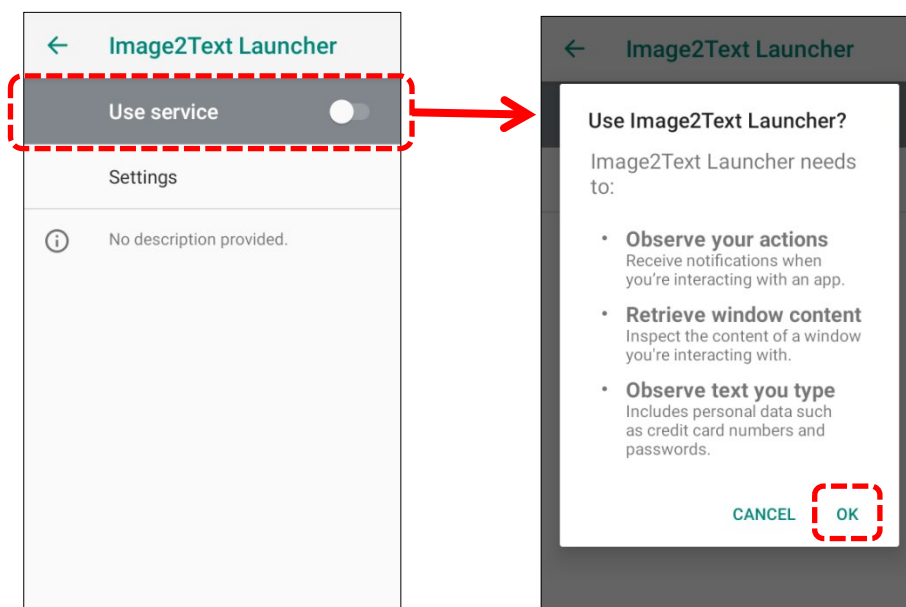 Image2Text Launcher
Use service
Settings
No description provided.
Image2Text Launcher
Use Image2Text Launcher?
Image2Text Launcher needs
to:
• Observe your actions
Receive notifications when
you’re interacting with an app.
• Retrieve window content
Inspect the content of a window
you're interacting with.
• Observe text you type
Includes personal data such
as credit card numbers and
passwords.
CANCEL OK